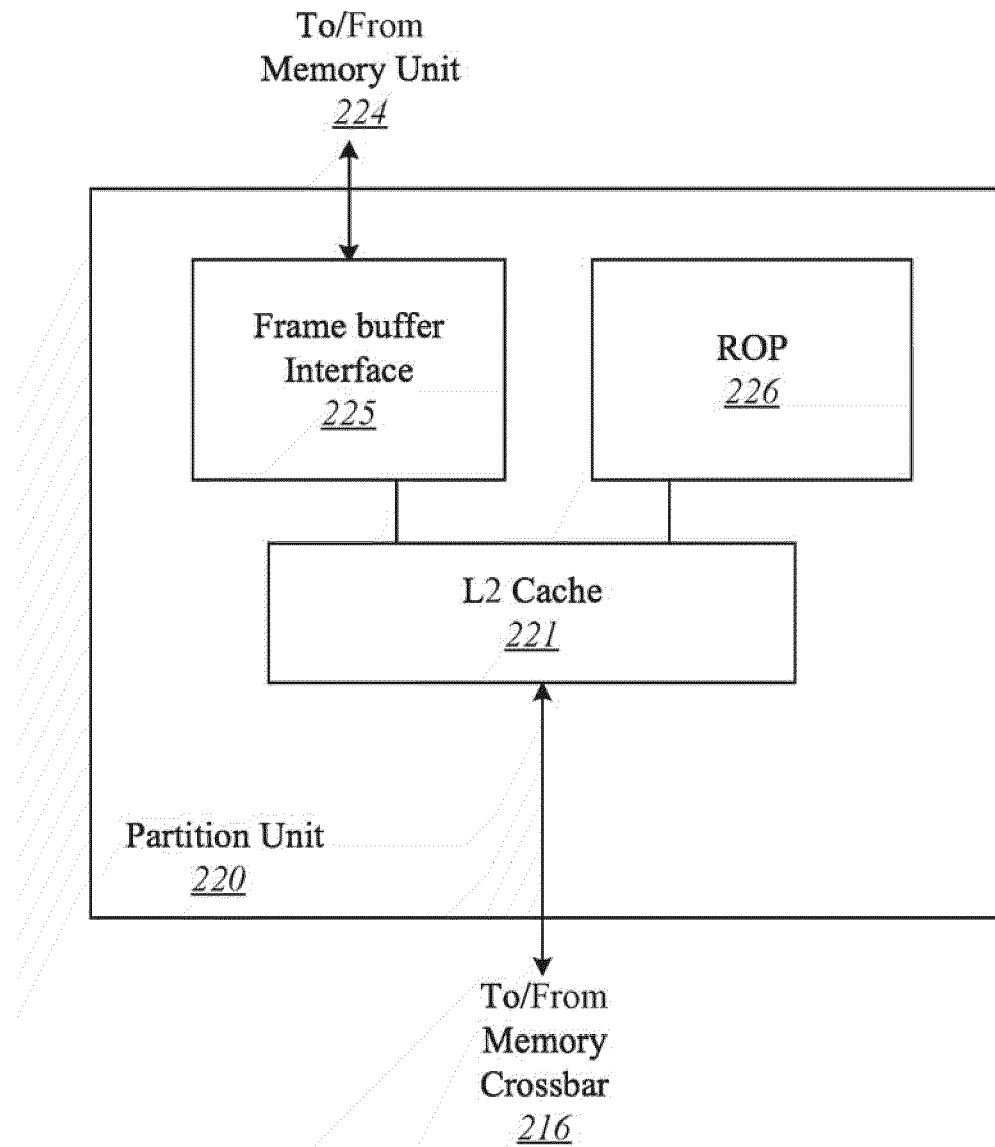 To/From
Memory Unit
224
Frame buffer
Interface
225
ROP
226
L2 Cache
221
Partition Unit
220
To/From
Memory
Crossbar
216